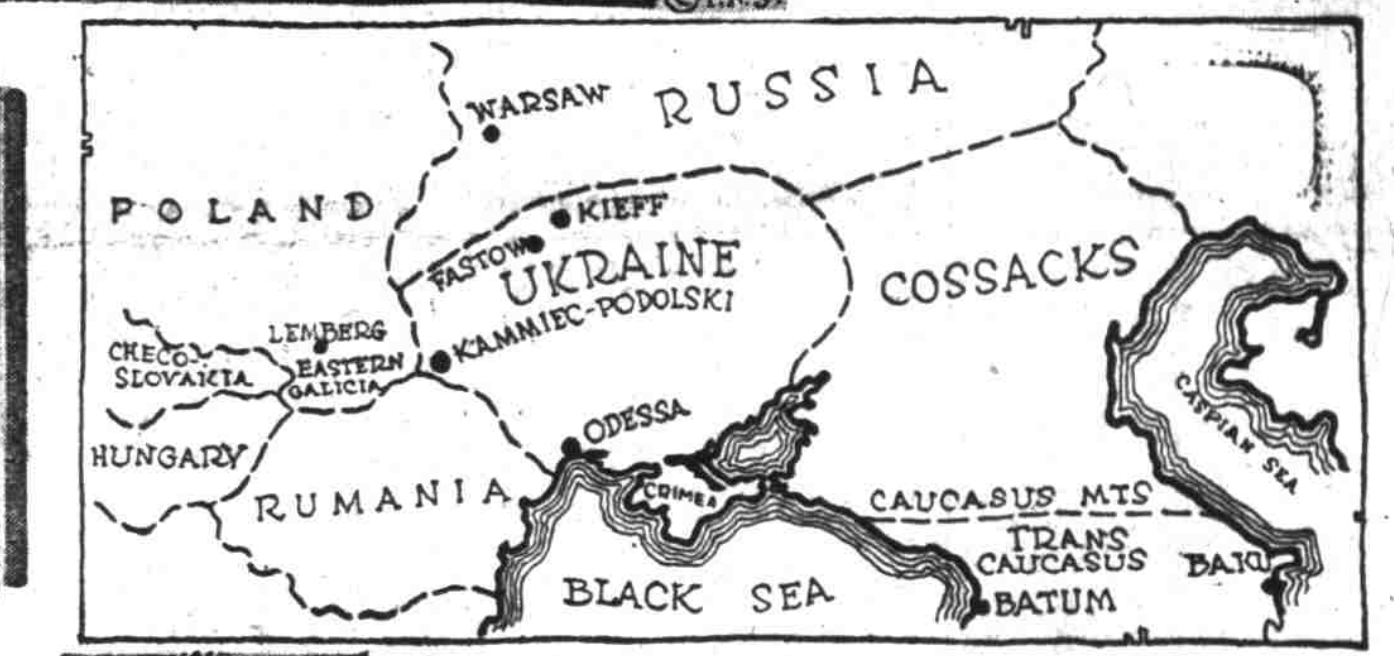 © I.N.S.
WARSAW
RUSSIA
POLAND
KIEFF
FASTOW
UKRAINE
COSSACKS
KAMMIEC-PODOLSKI
LEMBERG
CHECO-
SLOVAKIA
EASTERN
GALICIA
ODESSA
CASPIAN SEA
HUNGARY
RUMANIA
CRIMEA
CAUCASUS MTS
TRANS
CAUCASUS
BAKU
BLACK SEA
BATUM